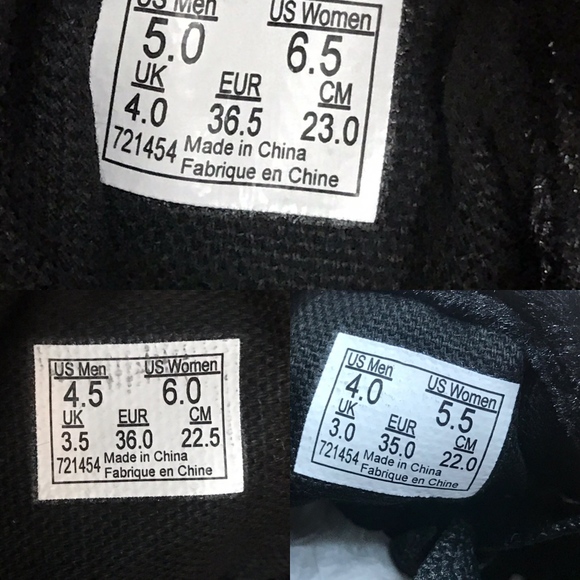 US Men US Women
5.0 6.5
UK EUR CM
4.0 36.5 23.0
721454 Made in China
Fabrique en Chine
US Men US Women
4.5 6.0
UK EUR CM
3.5 36.0 22.5
721454 Made in China
Fabrique en Chine
US Men US Women
4.0 5.5
UK EUR CM
3.0 35.0 22.0
721454 Made in China
Fabrique en Chine